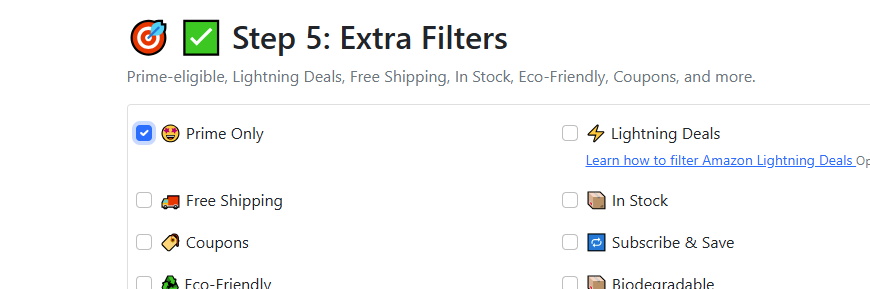 🎯 ✅ Step 5: Extra Filters
Prime-eligible, Lightning Deals, Free Shipping, In Stock, Eco-Friendly, Coupons, and more.
🤩 Prime Only
⚡ Lightning Deals
Learn how to filter Amazon Lightning Deals
🚚 Free Shipping
📦 In Stock
🏷️ Coupons
🔁 Subscribe & Save
♻️ Eco-Friendly
📦 Biodegradable